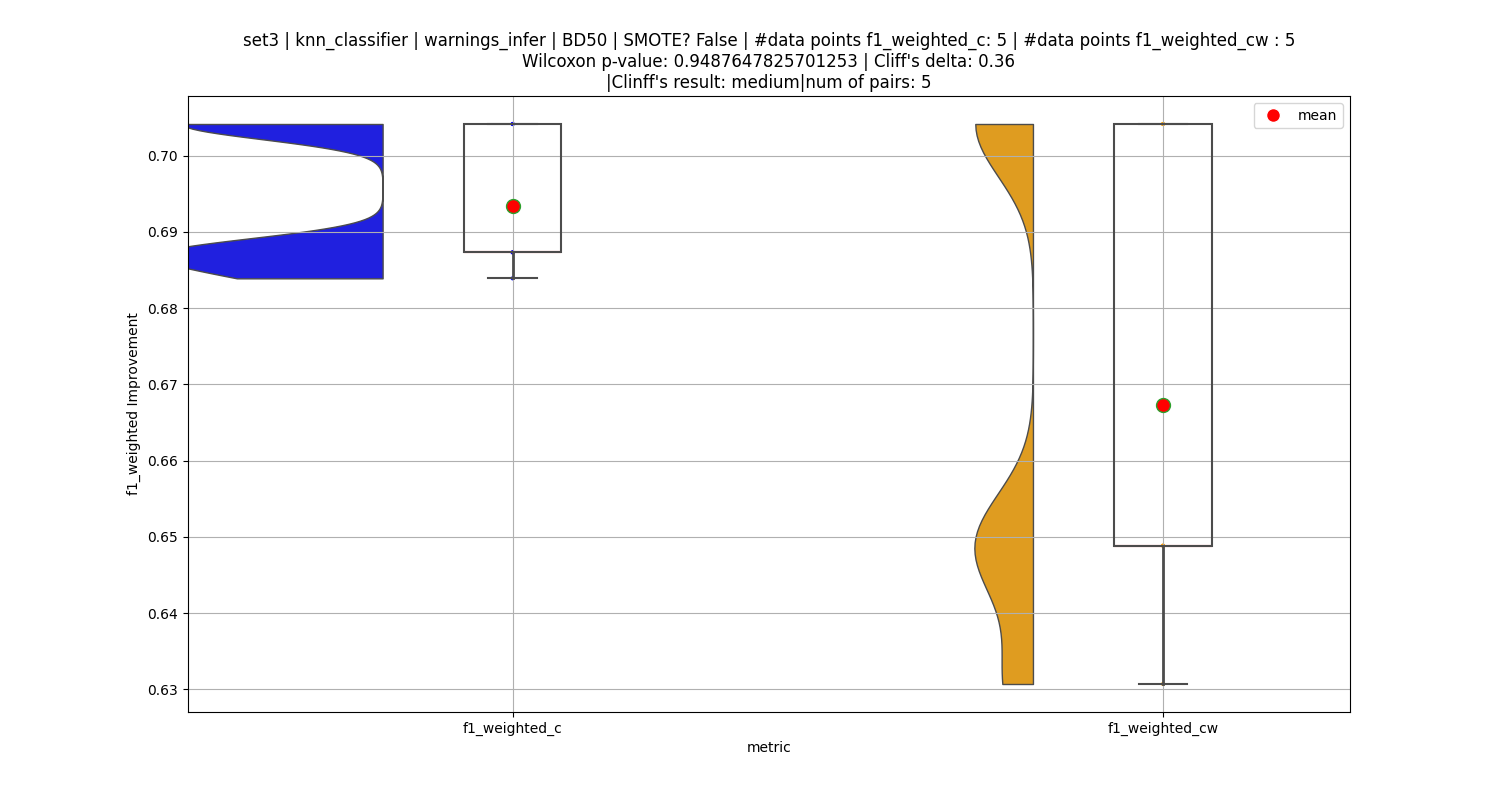 set3 | knn_classifier | warnings_infer | BD50 | SMOTE? False | #data points f1_weighted_c: 5 | #data points f1_weighted_cw : 5
Wilcoxon p-value: 0.9487647825701253 | Cliff's delta: 0.36
|Clinff's result: medium|num of pairs: 5
mean
0.70
0.69
0.68
0.67
0.66
0.65
0.64
0.63
f1_weighted Improvement
f1_weighted_c
f1_weighted_cw
metric